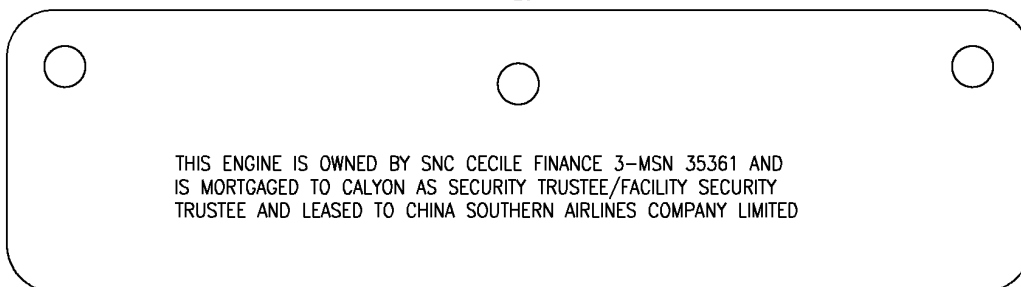 THIS ENGINE IS OWNED BY SNC CECILE FINANCE 3-MSN 35361 AND
IS MORTGAGED TO CALYON AS SECURITY TRUSTEE/FACILITY SECURITY
TRUSTEE AND LEASED TO CHINA SOUTHERN AIRLINES COMPANY LIMITED